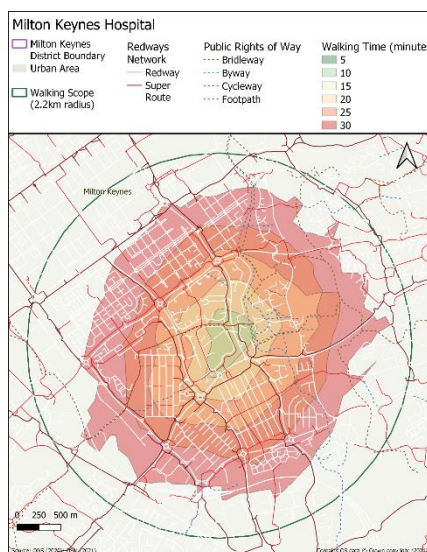 Milton Keynes Hospital
Milton Keynes
District Boundary
Urban Area
Walking Scope
(2.2km radius)
Redways
Network
Redway
Super
Route
Public Rights of Way
Bridleway
Byway
Cycleway
Footpath
Walking Time (minute
5
10
15
20
25
30
Milton Keynes
0 250 500 m